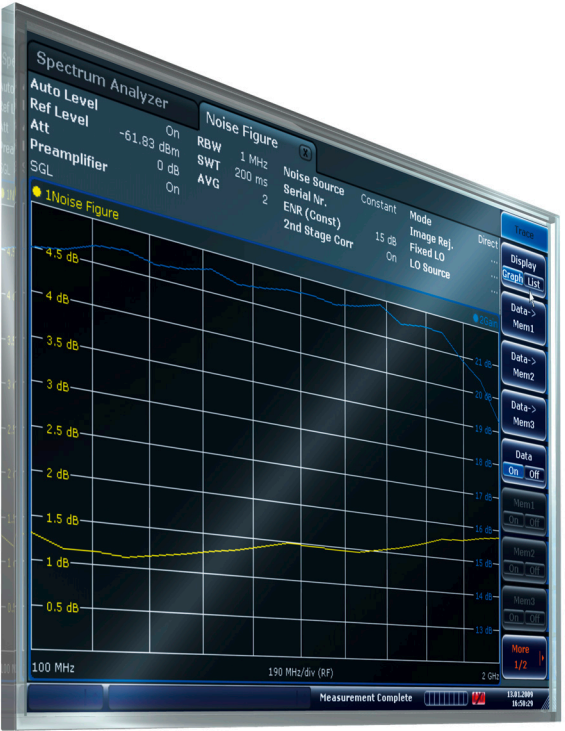 Spectrum Analyzer
Noise Figure
Auto Level On
Ref Level -61.83 dBm
Att 0 dB
Preamplifier On
SGL
RBW 1 MHz
SWT 200 ms
AVG 2
Noise Source Constant
Serial Nr.
ENR (Const) 15 dB
2nd Stage Corr On
Mode Direct
Image Rej. ...
Fixed LO ...
LO Source
1Noise Figure
2Gain
4.5 dB
4 dB
3.5 dB
3 dB
2.5 dB
2 dB
1.5 dB
1 dB
0.5 dB
21 dB
20 dB
19 dB
18 dB
17 dB
16 dB
15 dB
14 dB
13 dB
100 MHz
190 MHz/div (RF)
2 GHz
Trace
Display
Graph List
Data->
Mem1
Data->
Mem2
Data->
Mem3
Data
On Off
Mem1
On Off
Mem2
On Off
Mem3
On Off
More
1/2
Measurement Complete
13.01.2009
16:50:29